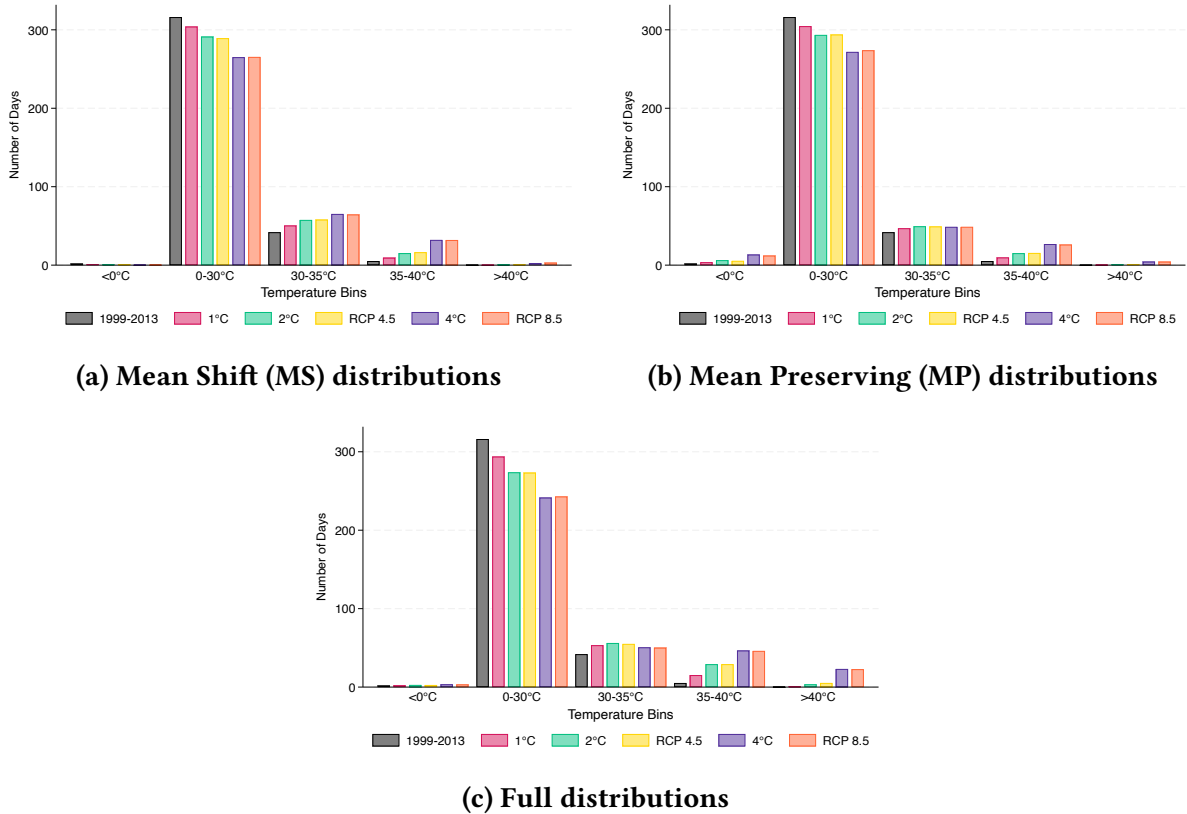 300
200
100
0
Number of Days
<0°C 0-30°C 30-35°C 35-40°C >40°C
Temperature Bins
1999-2013 1°C 2°C RCP 4.5 4°C RCP 8.5
(a) Mean Shift (MS) distributions
300
200
100
0
Number of Days
<0°C 0-30°C 30-35°C 35-40°C >40°C
Temperature Bins
1999-2013 1°C 2°C RCP 4.5 4°C RCP 8.5
(b) Mean Preserving (MP) distributions
300
200
100
0
Number of Days
<0°C 0-30°C 30-35°C 35-40°C >40°C
Temperature Bins
1999-2013 1°C 2°C RCP 4.5 4°C RCP 8.5
(c) Full distributions